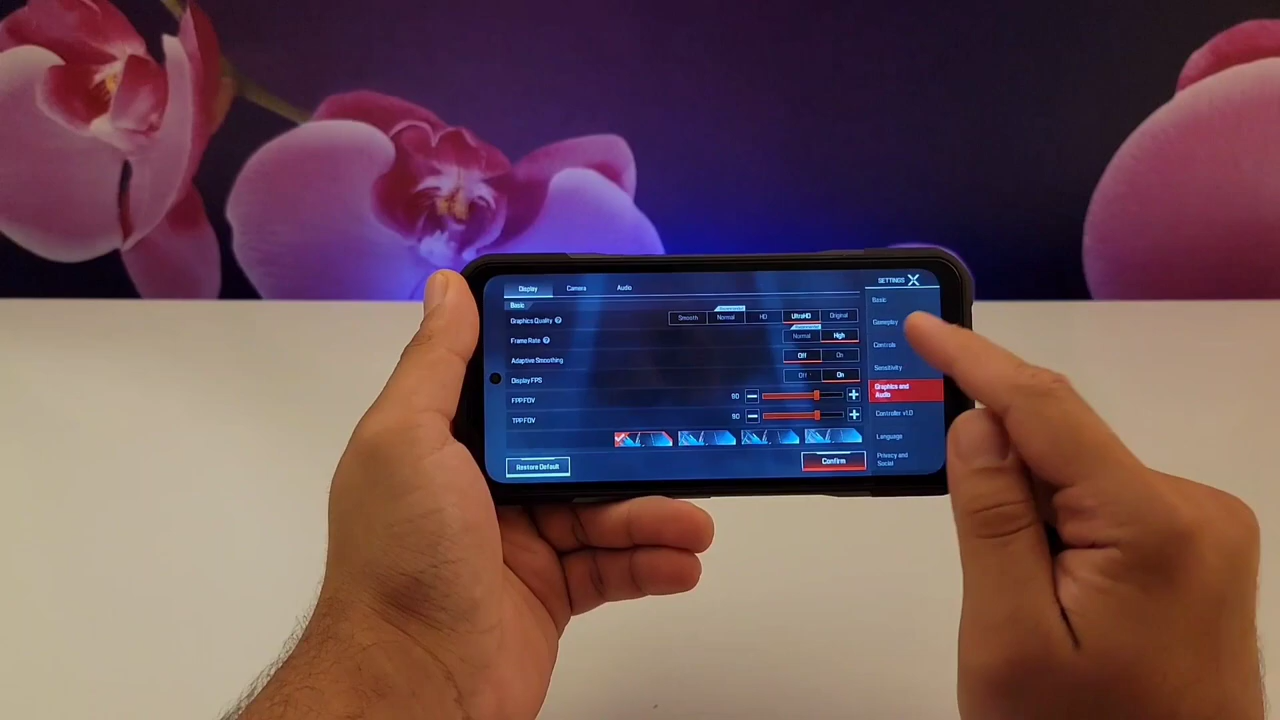 Display Camera Audio SETTINGS X
Basic
Graphics Quality ? Smooth Normal HD UltraHD Original
Frame Rate ? Normal High
Adaptive Smoothing Off On
Display FPS Off On
FPP FOV 90
TPP FOV 90
Restore Default Confirm
Basic
Gameplay
Controls
Sensitivity
Graphics and
Audio
Controller v1.0
Language
Privacy and
Social